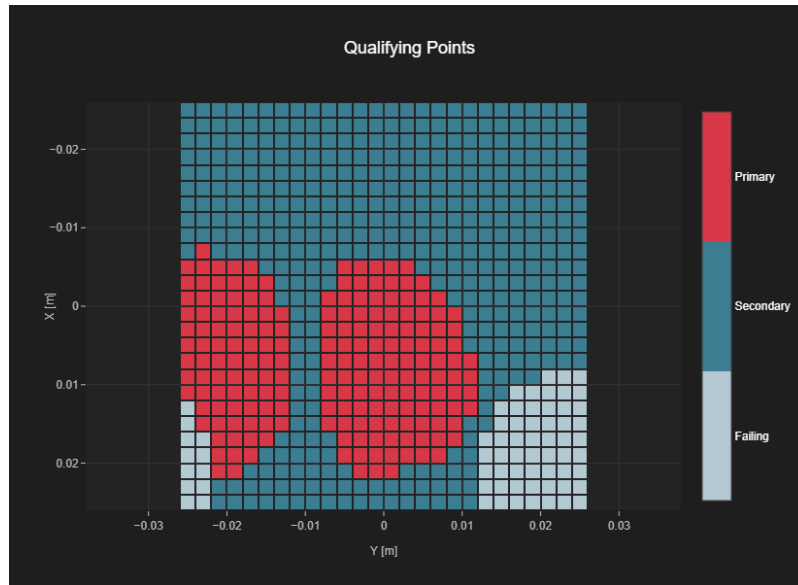 Qualifying Points
−0.02
−0.01
0
0.01
0.02
X [m]
−0.03
−0.02
−0.01
0
0.01
0.02
0.03
Y [m]
Primary
Secondary
Failing